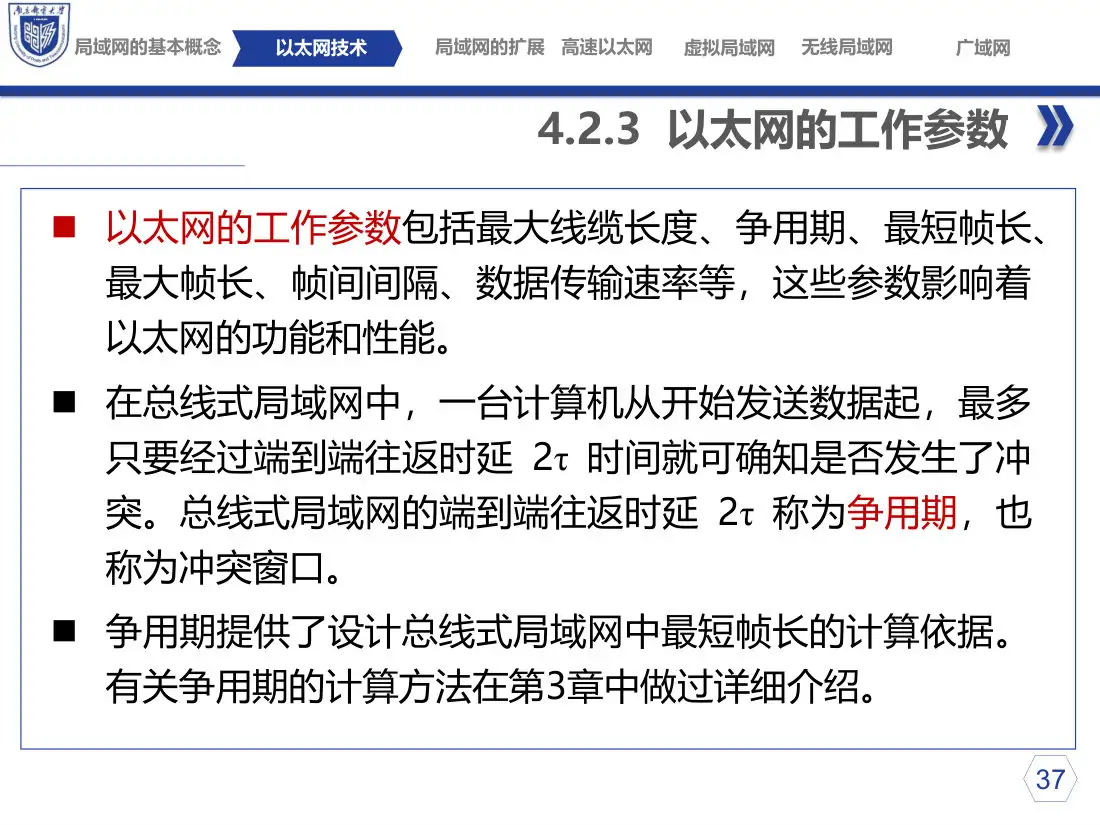 南京邮电大学
局域网的基本概念 以太网技术 局域网的扩展 高速以太网 虚拟局域网 无线局域网 广域网
4.2.3 以太网的工作参数
以太网的工作参数包括最大线缆长度、争用期、最短帧长、
最大帧长、帧间间隔、数据传输速率等，这些参数影响着
以太网的功能和性能。
在总线式局域网中，一台计算机从开始发送数据起，最多
只要经过端到端往返时延 2τ 时间就可确知是否发生了冲
突。总线式局域网的端到端往返时延 2τ 称为争用期，也
称为冲突窗口。
争用期提供了设计总线式局域网中最短帧长的计算依据。
有关争用期的计算方法在第3章中做过详细介绍。
37